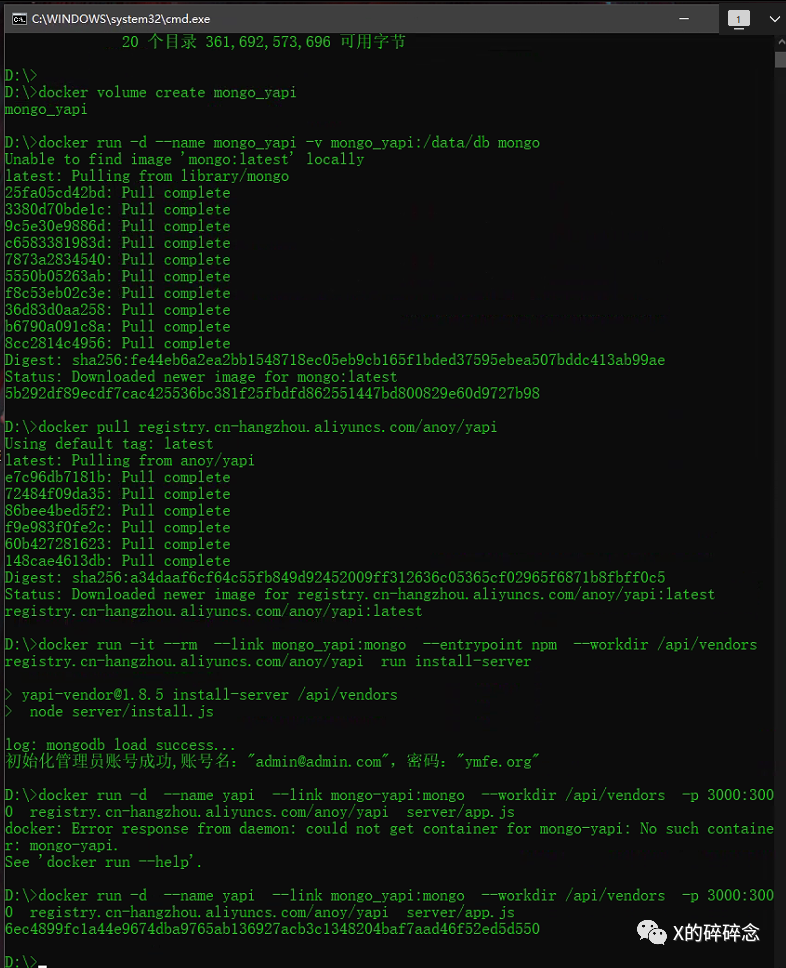 C:\WINDOWS\system32\cmd.exe
1
20 个目录 361,692,573,696 可用字节
D:\>
D:\>docker volume create mongo_yapi
mongo_yapi
D:\>docker run -d --name mongo_yapi -v mongo_yapi:/data/db mongo
Unable to find image 'mongo:latest' locally
latest: Pulling from library/mongo
25fa05cd42bd: Pull complete
3380d70bde1c: Pull complete
9c5e30e9886d: Pull complete
c6583381983d: Pull complete
7873a2834540: Pull complete
5550b05263ab: Pull complete
f8c53eb02c3e: Pull complete
36d83d0aa258: Pull complete
b6790a091c8a: Pull complete
8cc2814c4956: Pull complete
Digest: sha256:fe44eb6a2ea2bb1548718ec05eb9cb165f1bded37595ebea507bddc413ab99ae
Status: Downloaded newer image for mongo:latest
5b292df89ecdf7cac425536bc381f25fbdfd862551447bd800829e60d9727b98
D:\>docker pull registry.cn-hangzhou.aliyuncs.com/anoy/yapi
Using default tag: latest
latest: Pulling from anoy/yapi
e7c96db7181b: Pull complete
72484f09da35: Pull complete
86bee4bed5f2: Pull complete
f9e983f0fe2c: Pull complete
60b427281623: Pull complete
148cae4613db: Pull complete
Digest: sha256:a34daaf6cf64c55fb849d92452009ff312636c05365cf02965f6871b8fbff0c5
Status: Downloaded newer image for registry.cn-hangzhou.aliyuncs.com/anoy/yapi:latest
registry.cn-hangzhou.aliyuncs.com/anoy/yapi:latest
D:\>docker run -it --rm  --link mongo_yapi:mongo  --entrypoint npm  --workdir /api/vendors
registry.cn-hangzhou.aliyuncs.com/anoy/yapi  run install-server
> yapi-vendor@1.8.5 install-server /api/vendors
>  node server/install.js
log: mongodb load success...
初始化管理员账号成功,账号名："admin@admin.com"，密码："ymfe.org"
D:\>docker run -d  --name yapi  --link mongo-yapi:mongo  --workdir /api/vendors  -p 3000:300
0  registry.cn-hangzhou.aliyuncs.com/anoy/yapi  server/app.js
docker: Error response from daemon: could not get container for mongo-yapi: No such containe
r: mongo-yapi.
See 'docker run --help'.
D:\>docker run -d  --name yapi  --link mongo_yapi:mongo  --workdir /api/vendors  -p 3000:300
0  registry.cn-hangzhou.aliyuncs.com/anoy/yapi  server/app.js
6ec4899fc1a44e9674dba9765ab136927acb3c1348204baf7aad46f52ed5d550
X的碎碎念
D:\>